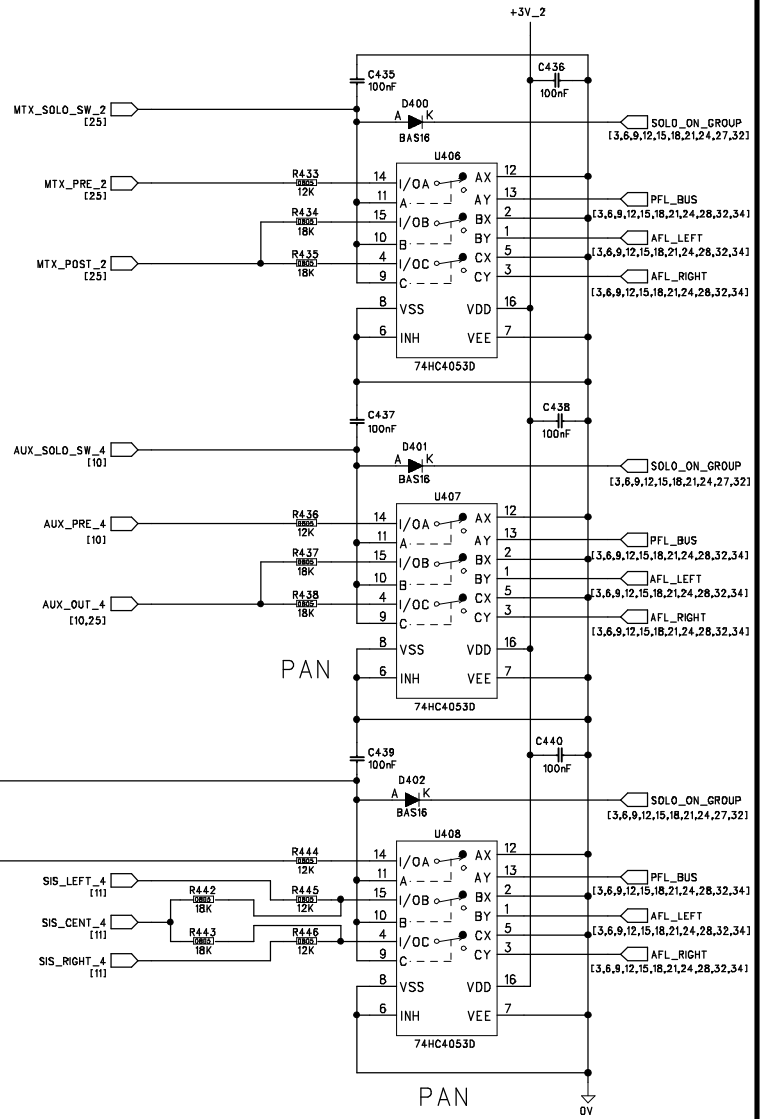 +3V_2
C435
100nF
C436
100nF
MTX_SOLO_SW_2
[25]
D400
A K
BAS16
SOLO_ON_GROUP
[3,6,9,12,15,18,21,24,27,32]
U406
MTX_PRE_2
[25]
R433
0805
12K
14 I/OA AX 12
11 A AY 13
PFL_BUS
[3,6,9,12,15,18,21,24,28,32,34]
R434
0805
18K
15 I/OB BX 2
10 B BY 1
AFL_LEFT
[3,6,9,12,15,18,21,24,28,32,34]
MTX_POST_2
[25]
R435
0805
18K
4 I/OC CX 5
9 C CY 3
AFL_RIGHT
[3,6,9,12,15,18,21,24,28,32,34]
8 VSS VDD 16
6 INH VEE 7
74HC4053D
C437
100nF
C438
100nF
AUX_SOLO_SW_4
[10]
D401
A K
BAS16
SOLO_ON_GROUP
[3,6,9,12,15,18,21,24,27,32]
U407
AUX_PRE_4
[10]
R436
0805
12K
14 I/OA AX 12
11 A AY 13
PFL_BUS
[3,6,9,12,15,18,21,24,28,32,34]
R437
0805
18K
15 I/OB BX 2
10 B BY 1
AFL_LEFT
[3,6,9,12,15,18,21,24,28,32,34]
AUX_OUT_4
[10,25]
R438
0805
18K
4 I/OC CX 5
9 C CY 3
AFL_RIGHT
[3,6,9,12,15,18,21,24,28,32,34]
8 VSS VDD 16
6 INH VEE 7
PAN
74HC4053D
C439
100nF
C440
100nF
D402
A K
BAS16
SOLO_ON_GROUP
[3,6,9,12,15,18,21,24,27,32]
U408
R444
0805
12K
14 I/OA AX 12
11 A AY 13
PFL_BUS
[3,6,9,12,15,18,21,24,28,32,34]
SIS_LEFT_4
[11]
R442
0805
18K
R445
0805
12K
15 I/OB BX 2
10 B BY 1
AFL_LEFT
[3,6,9,12,15,18,21,24,28,32,34]
SIS_CENT_4
[11]
R443
0805
18K
R446
0805
12K
4 I/OC CX 5
9 C CY 3
AFL_RIGHT
[3,6,9,12,15,18,21,24,28,32,34]
SIS_RIGHT_4
[11]
8 VSS VDD 16
6 INH VEE 7
74HC4053D
PAN
0V